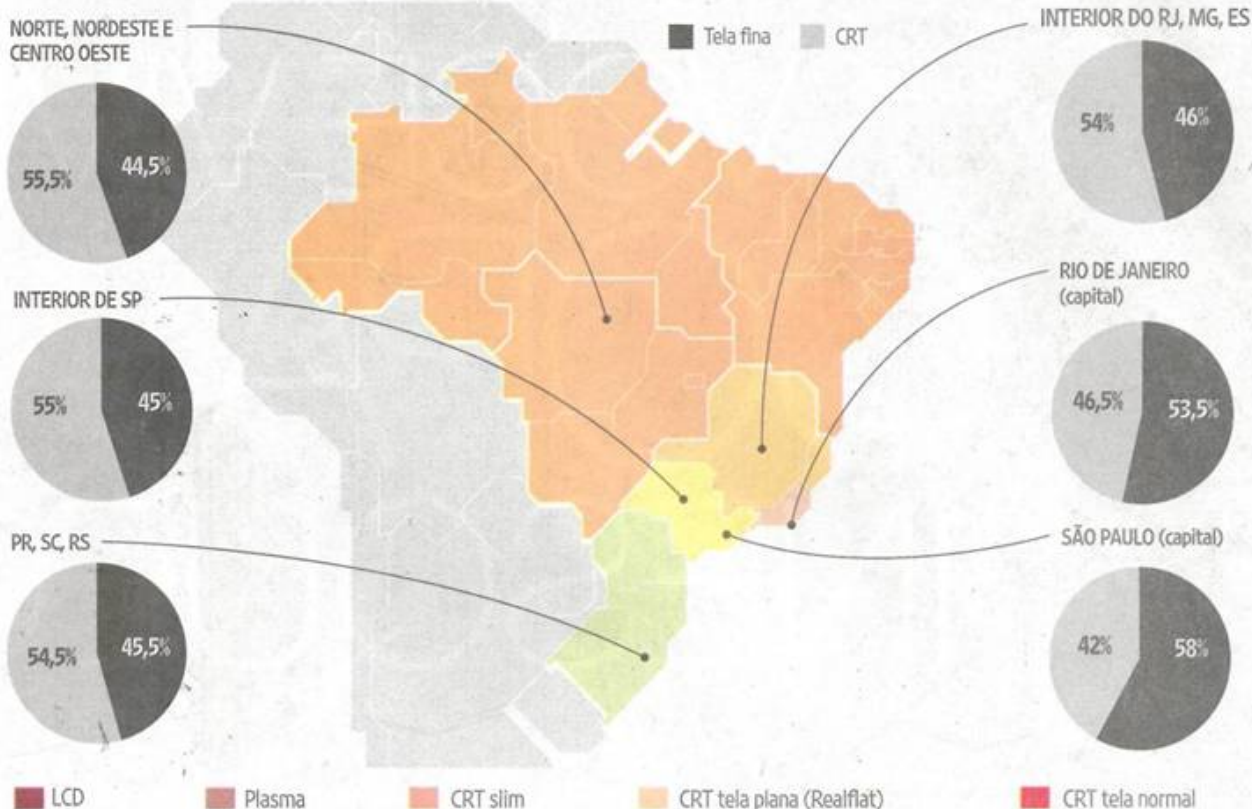 NORTE, NORDESTE E
CENTRO OESTE
55,5%
44,5%
INTERIOR DE SP
55%
45%
PR, SC, RS
54,5%
45,5%
Tela fina
CRT
INTERIOR DO RJ, MG, ES
54%
46%
RIO DE JANEIRO
(capital)
46,5%
53,5%
SÃO PAULO (capital)
42%
58%
LCD
Plasma
CRT slim
CRT tela plana (Realflat)
CRT tela normal